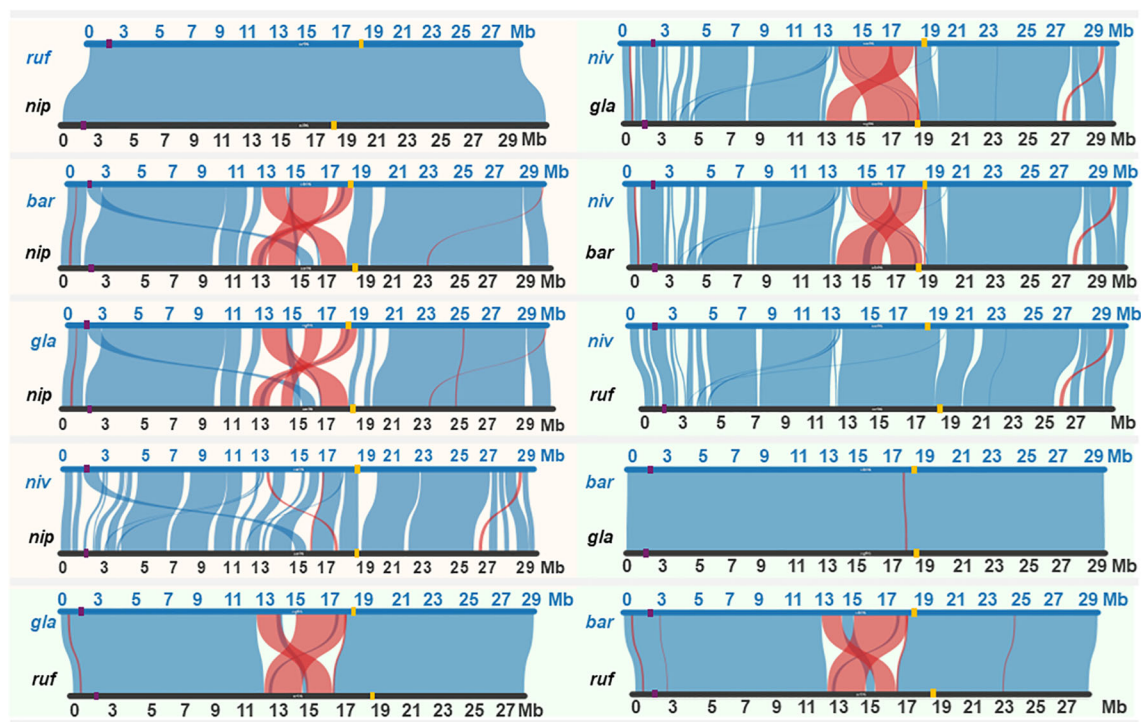 0 3 5 7 9 11 13 15 17 19 21 23 25 27 Mb
ruf
nip
0 3 5 7 9 11 13 15 17 19 21 23 25 27 29 Mb
0 3 5 7 9 11 13 15 17 19 21 23 25 29 Mb
niv
gla
0 3 5 7 9 11 13 15 17 19 21 23 25 29 Mb
0 3 5 7 9 11 13 15 17 19 21 23 25 27 29 Mb
bar
nip
0 3 5 7 9 11 13 15 17 19 21 23 25 27 Mb
0 3 5 7 9 11 13 15 17 19 21 23 25 29 Mb
niv
bar
0 3 5 7 9 11 13 15 17 19 21 23 25 29 Mb
0 3 5 7 9 11 13 15 17 19 21 23 25 27 29 Mb
gla
nip
0 3 5 7 9 11 13 15 17 19 21 23 25 27 Mb
0 3 5 7 9 11 13 15 17 19 21 23 25 27 29 Mb
niv
ruf
0 3 5 7 9 11 13 15 17 19 21 23 25 27 Mb
0 3 5 7 9 11 13 15 17 19 21 23 25 27 29 Mb
niv
nip
0 3 5 7 9 11 13 15 17 19 21 23 25 27 29 Mb
0 3 5 7 9 11 13 15 17 19 21 23 25 27 29 Mb
bar
gla
0 3 5 7 9 11 13 15 17 19 21 23 25 27 29 Mb
0 3 5 7 9 11 13 15 17 19 21 23 25 27 29 Mb
gla
ruf
0 3 5 7 9 11 13 15 17 19 21 23 25 27 Mb
0 3 5 7 9 11 13 15 17 19 21 23 25 27 29 Mb
bar
ruf
0 3 5 7 9 11 13 15 17 19 21 23 25 27 Mb